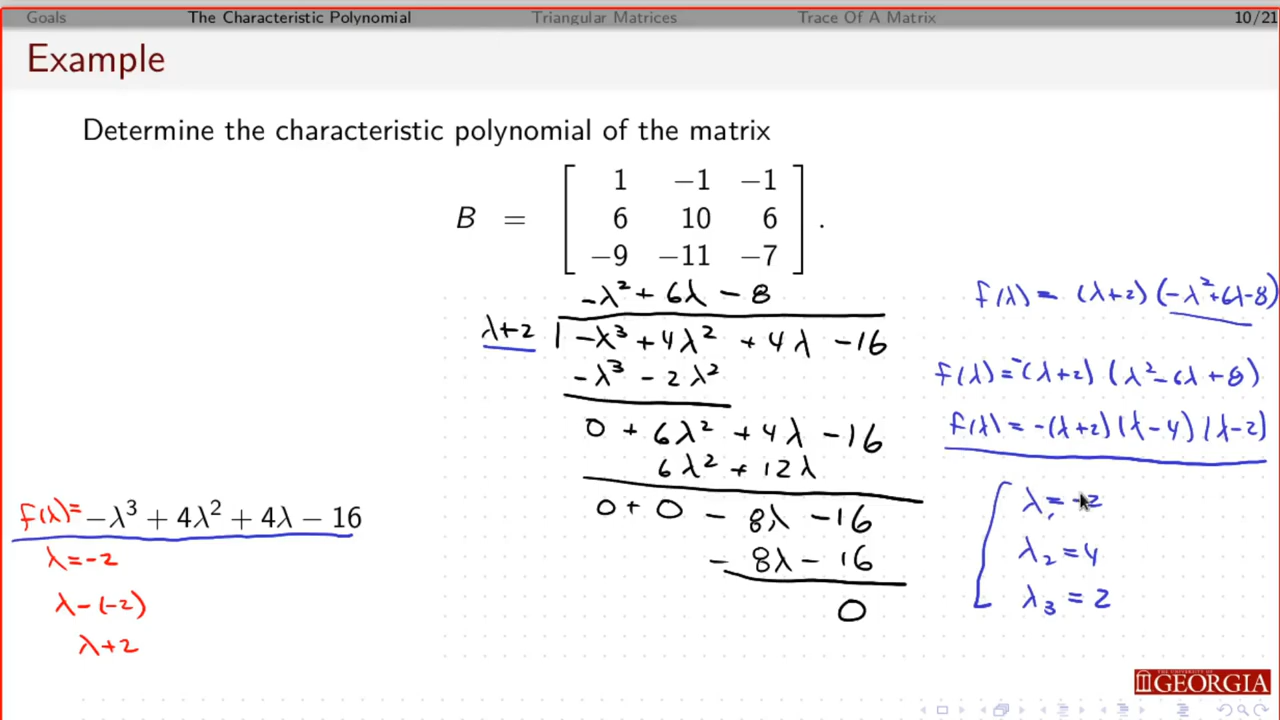 Goals The Characteristic Polynomial Triangular Matrices Trace Of A Matrix 10/21
Example
Determine the characteristic polynomial of the matrix
B = [ 1 −1 −1
6 10 6
−9 −11 −7 ] .
-λ² + 6λ - 8
λ+2 | -λ³ + 4λ² + 4λ - 16
-λ³ - 2λ²
0 + 6λ² + 4λ - 16
6λ² + 12λ
0 + 0 - 8λ - 16
- 8λ - 16
0
f(λ) = (λ+2) (-λ²+6λ-8)
f(λ) = -(λ+2) (λ²-6λ+8)
f(λ) = -(λ+2)(λ-4)(λ-2)
λ₁ = -2
λ₂ = 4
λ₃ = 2
f(λ)= −λ³ + 4λ² + 4λ − 16
λ=-2
λ-(-2)
λ+2
THE UNIVERSITY OF
GEORGIA